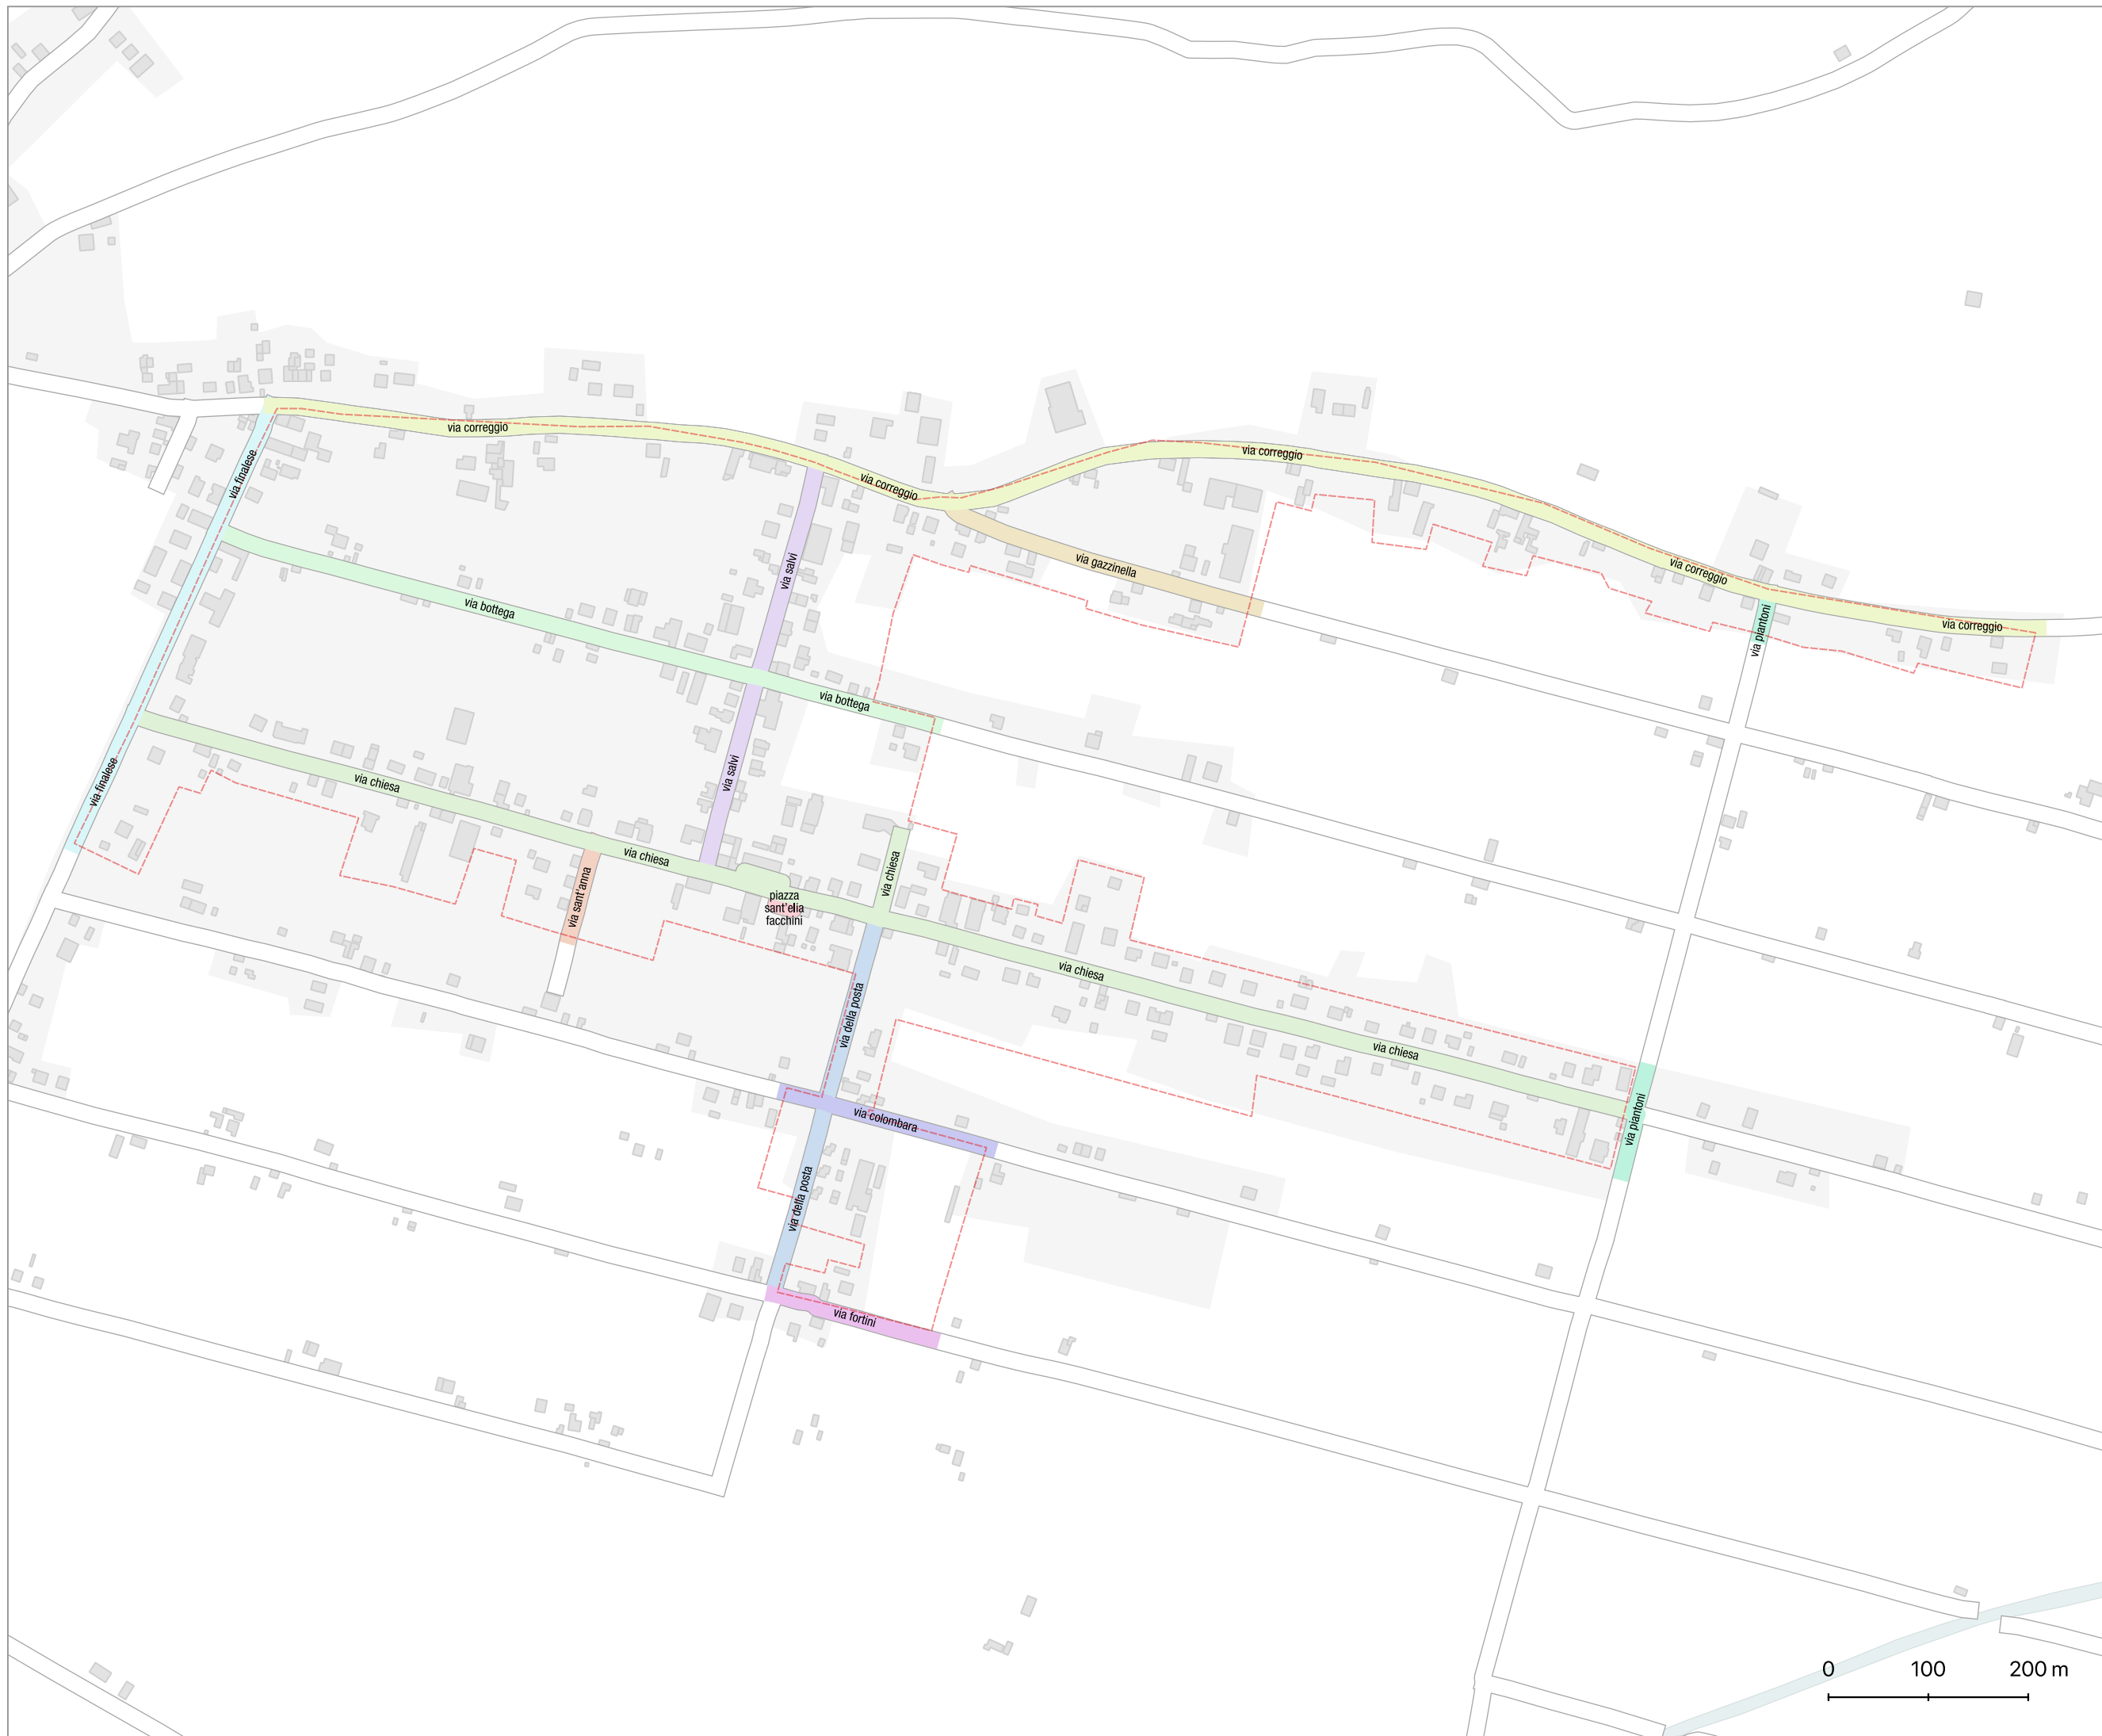 via correggio
via correggio
via finalese
via correggio
via salvi
via gazzinella
via correggio
via bottega
via piantoni
via correggio
via bottega
via salvi
via finalese
via chiesa
via chiesa
via chiesa
via sant'anna
piazza
sant'elia
facchini
via chiesa
via della posta
via chiesa
via colombara
via piantoni
via della posta
via fortini
0 100 200 m